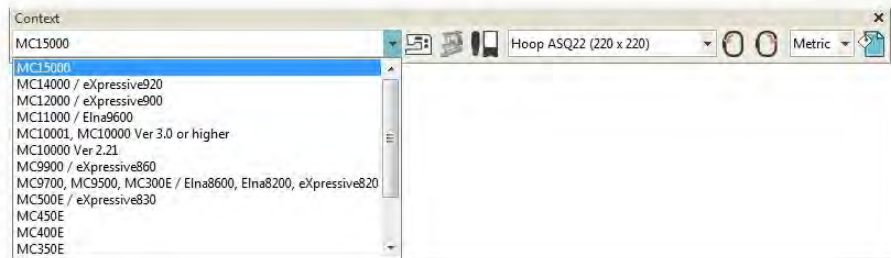 Context
MC15000 Hoop ASQ22 (220 x 220) Metric
MC15000
MC14000 / eXpressive920
MC12000 / eXpressive900
MC11000 / Elna9600
MC10001, MC10000 Ver 3.0 or higher
MC10000 Ver 2.21
MC9900 / eXpressive860
MC9700, MC9500, MC300E / Elna8600, Elna8200, eXpressive820
MC500E / eXpressive830
MC450E
MC400E
MC350E